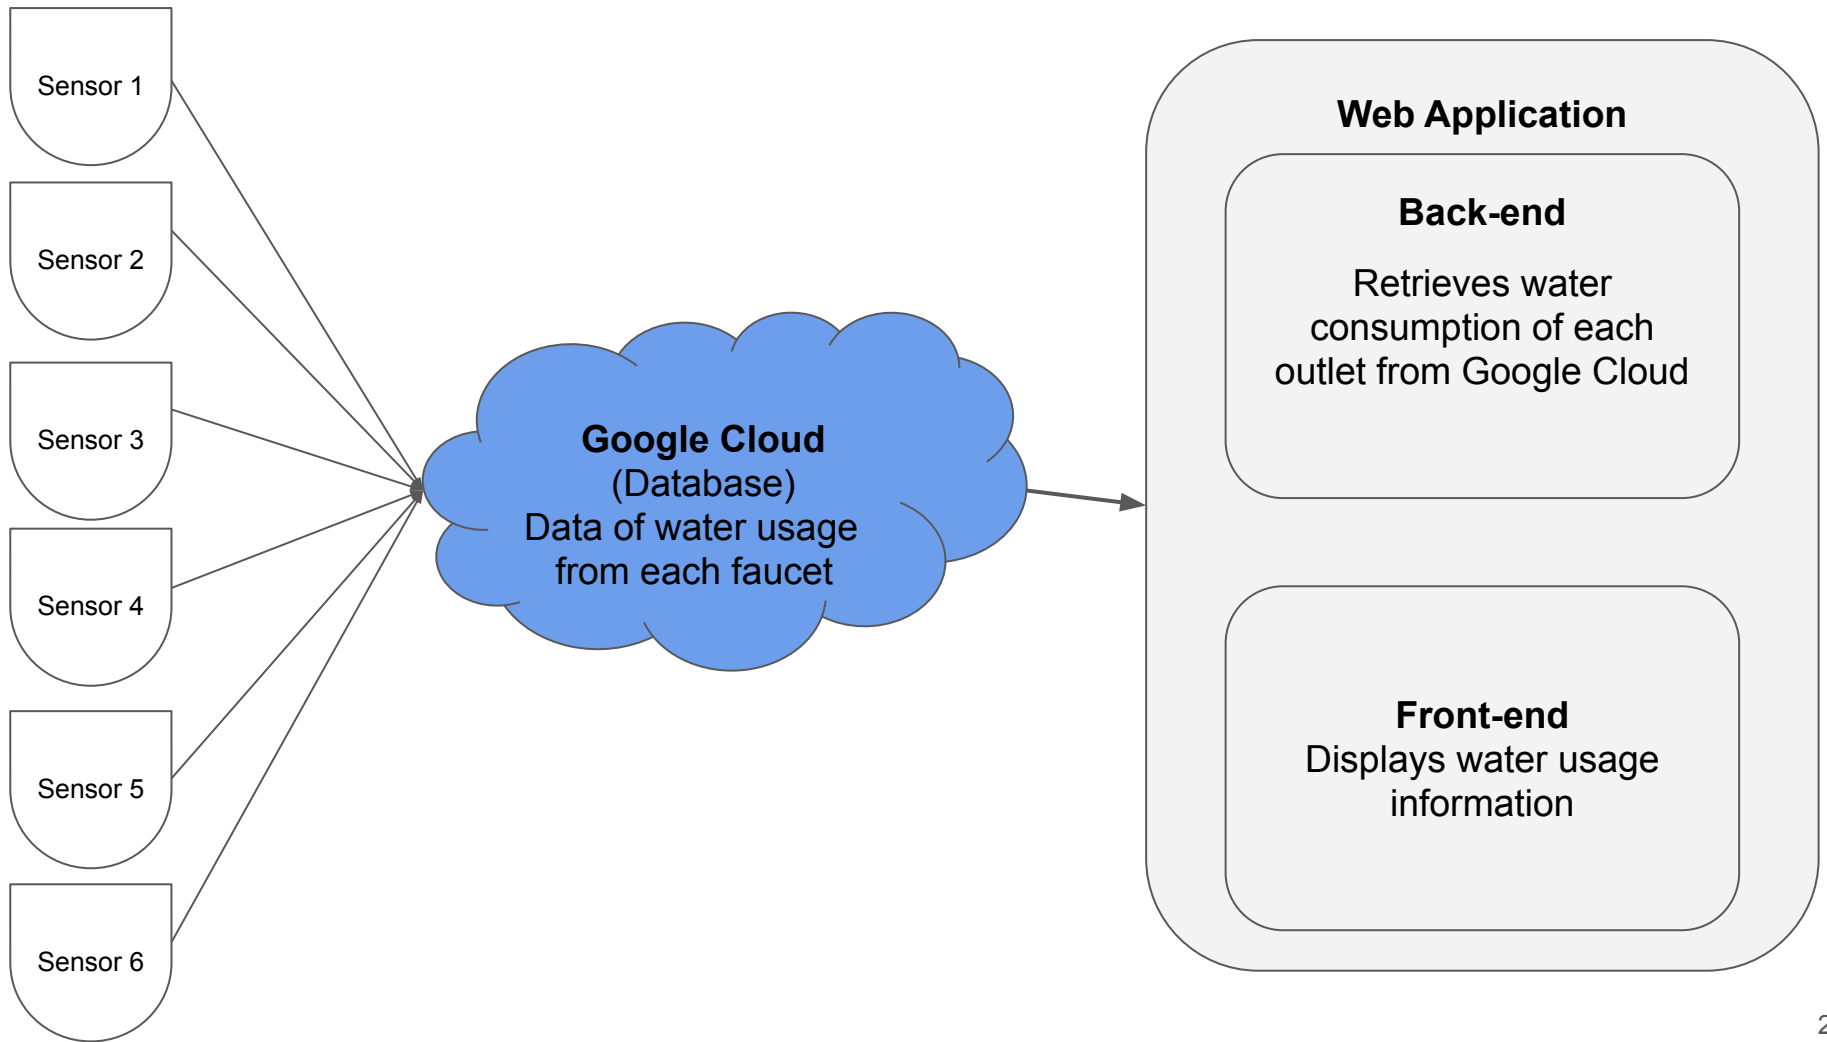 Sensor 1
Sensor 2
Sensor 3
Sensor 4
Sensor 5
Sensor 6
Google Cloud
(Database)
Data of water usage
from each faucet
Web Application
Back-end
Retrieves water
consumption of each
outlet from Google Cloud
Front-end
Displays water usage
information